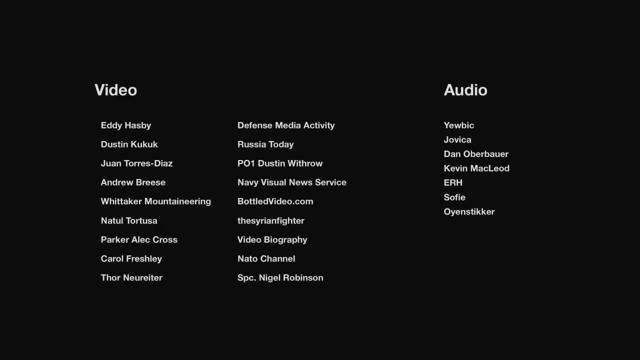 Video
Eddy Hasby
Dustin Kukuk
Juan Torres-Diaz
Andrew Breese
Whittaker Mountaineering
Natul Tortusa
Parker Alec Cross
Carol Freshley
Thor Neureiter
Defense Media Activity
Russia Today
PO1 Dustin Withrow
Navy Visual News Service
BottledVideo.com
thesyrianfighter
Video Biography
Nato Channel
Spc. Nigel Robinson
Audio
Yewbic
Jovica
Dan Oberbauer
Kevin MacLeod
ERH
Sofie
Oyenstikker